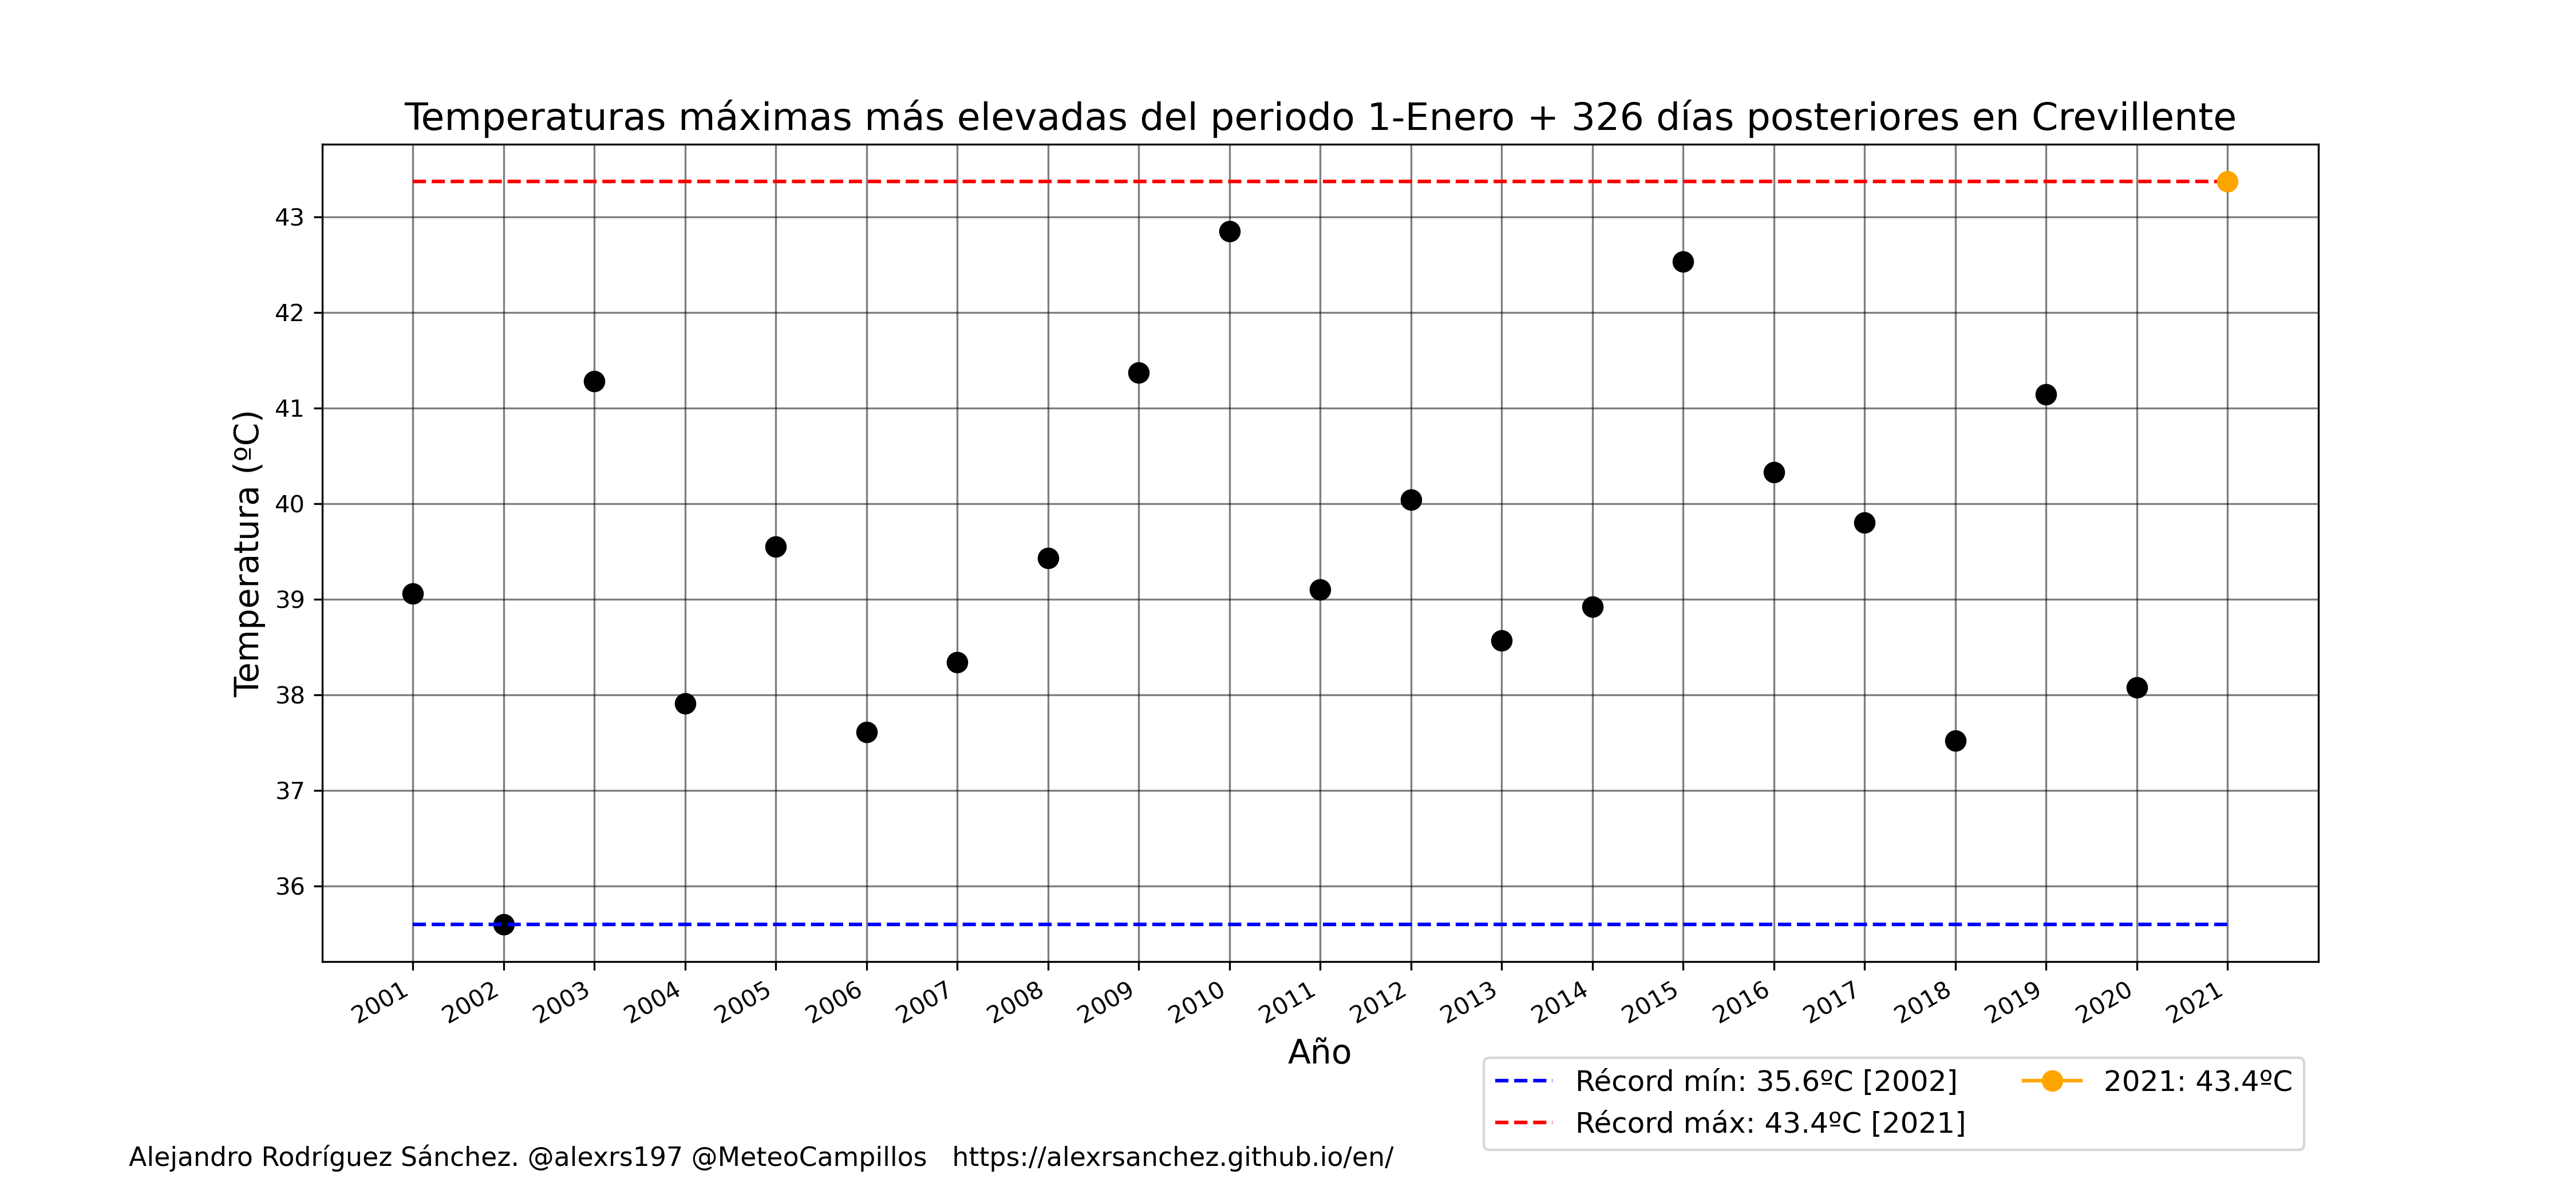 Temperaturas máximas más elevadas del periodo 1-Enero + 326 días posteriores en Crevillente
Temperatura (ºC)
43
42
41
40
39
38
37
36
2001 2002 2003 2004 2005 2006 2007 2008 2009 2010 2011 2012 2013 2014 2015 2016 2017 2018 2019 2020 2021
Año
Récord mín: 35.6ºC [2002]
Récord máx: 43.4ºC [2021]
2021: 43.4ºC
Alejandro Rodríguez Sánchez. @alexrs197 @MeteoCampillos https://alexrsanchez.github.io/en/